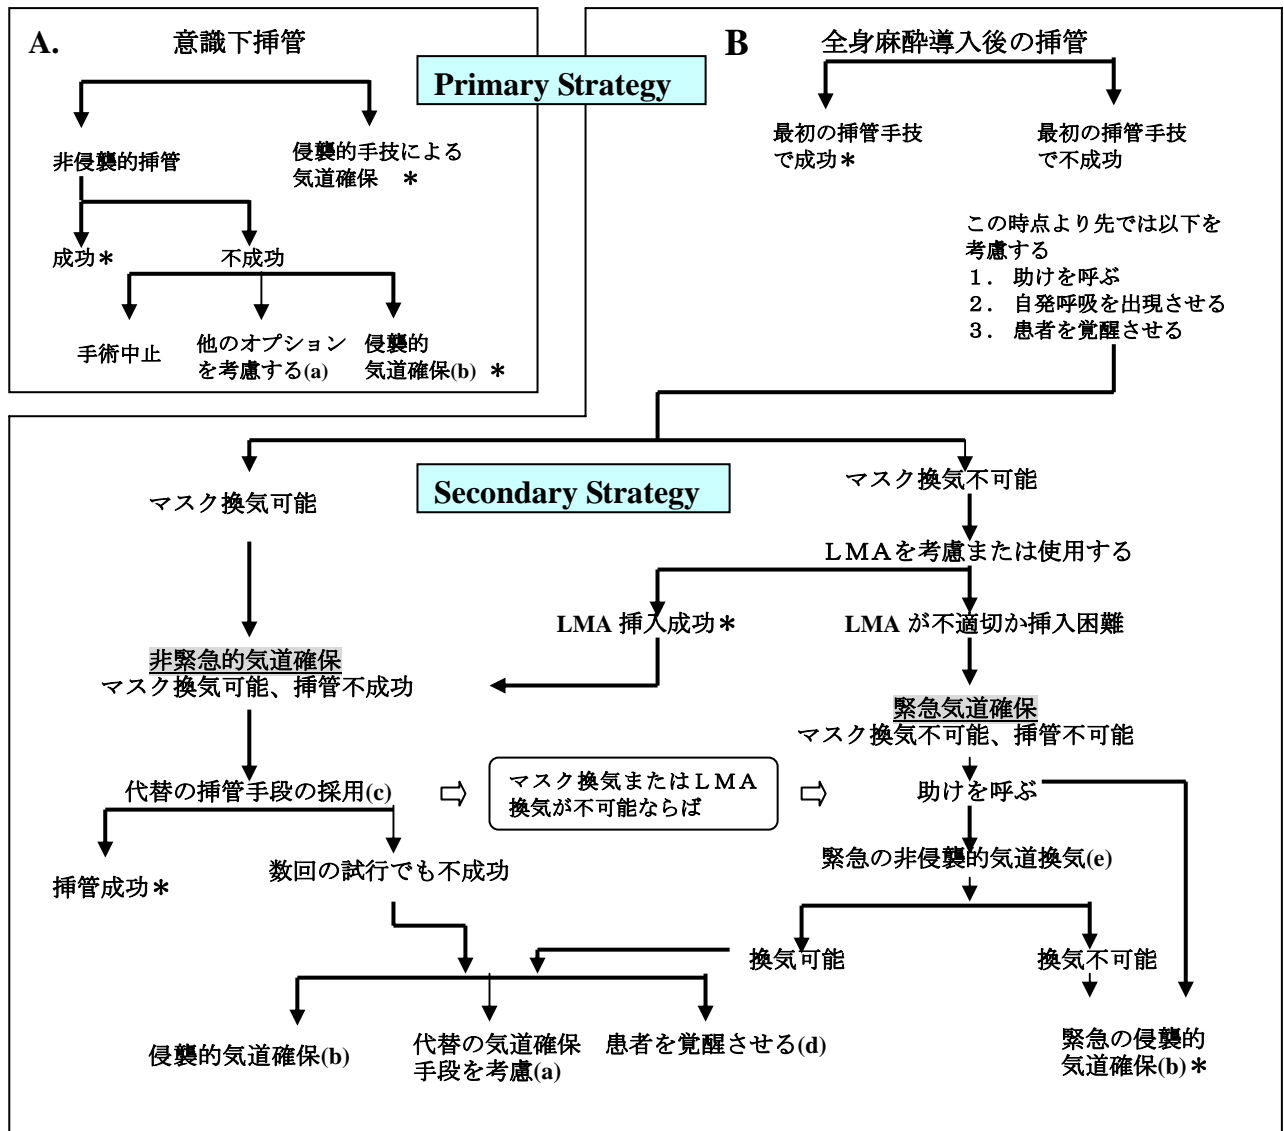 A.
意識下挿管
Primary Strategy
非侵襲的挿管
侵襲的手技による
気道確保 *
成功*
不成功
手術中止
他のオプション
を考慮する(a)
侵襲的
気道確保(b) *
B
全身麻酔導入後の挿管
最初の挿管手技
で成功*
最初の挿管手技
で不成功
この時点より先では以下を
考慮する
1. 助けを呼ぶ
2. 自発呼吸を出現させる
3. 患者を覚醒させる
Secondary Strategy
マスク換気可能
マスク換気不可能
LMAを考慮または使用する
LMA 挿入成功*
LMA が不適切か挿入困難
非緊急的気道確保
マスク換気可能、挿管不成功
緊急気道確保
マスク換気不可能、挿管不可能
代替の挿管手段の採用(c)
マスク換気またはLMA
換気が不可能ならば
助けを呼ぶ
挿管成功*
数回の試行でも不成功
緊急の非侵襲的気道換気(e)
換気可能
換気不可能
侵襲的気道確保(b)
代替の気道確保
手段を考慮(a)
患者を覚醒させる(d)
緊急の侵襲的
気道確保(b)*